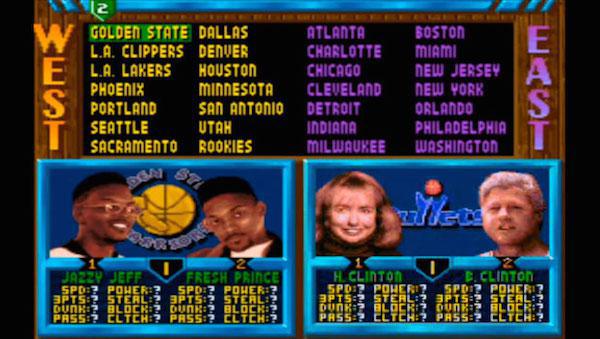 2
WEST
EAST
GOLDEN STATE DALLAS ATLANTA BOSTON
L.A. CLIPPERS DENVER CHARLOTTE MIAMI
L.A. LAKERS HOUSTON CHICAGO NEW JERSEY
PHOENIX MINNESOTA CLEVELAND NEW YORK
PORTLAND SAN ANTONIO DETROIT ORLANDO
SEATTLE UTAH INDIANA PHILADELPHIA
SACRAMENTO ROOKIES MILWAUKEE WASHINGTON
1 1 2 1 1 2
JAZZY JEFF FRESH PRINCE H. CLINTON B. CLINTON
SPD:? POWER:? SPD:? POWER:? SPD:? POWER:? SPD:? POWER:?
3PTS:? STEAL:? 3PTS:? STEAL:? 3PTS:? STEAL:? 3PTS:? STEAL:?
DUNK:? BLOCK:? DUNK:? BLOCK:? DUNK:? BLOCK:? DUNK:? BLOCK:?
PASS:? CLTCH:? PASS:? CLTCH:? PASS:? CLTCH:? PASS:? CLTCH:?